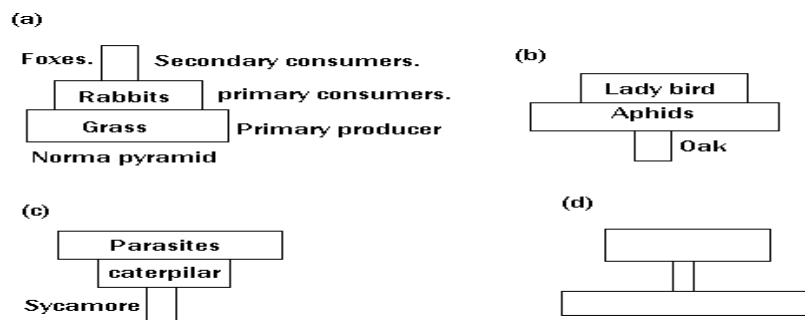 (a)
Foxes. Secondary consumers.
Rabbits primary consumers.
Grass Primary producer
Norma pyramid
(b)
Lady bird
Aphids
Oak
(c)
Parasites
caterpilar
Sycamore
(d)